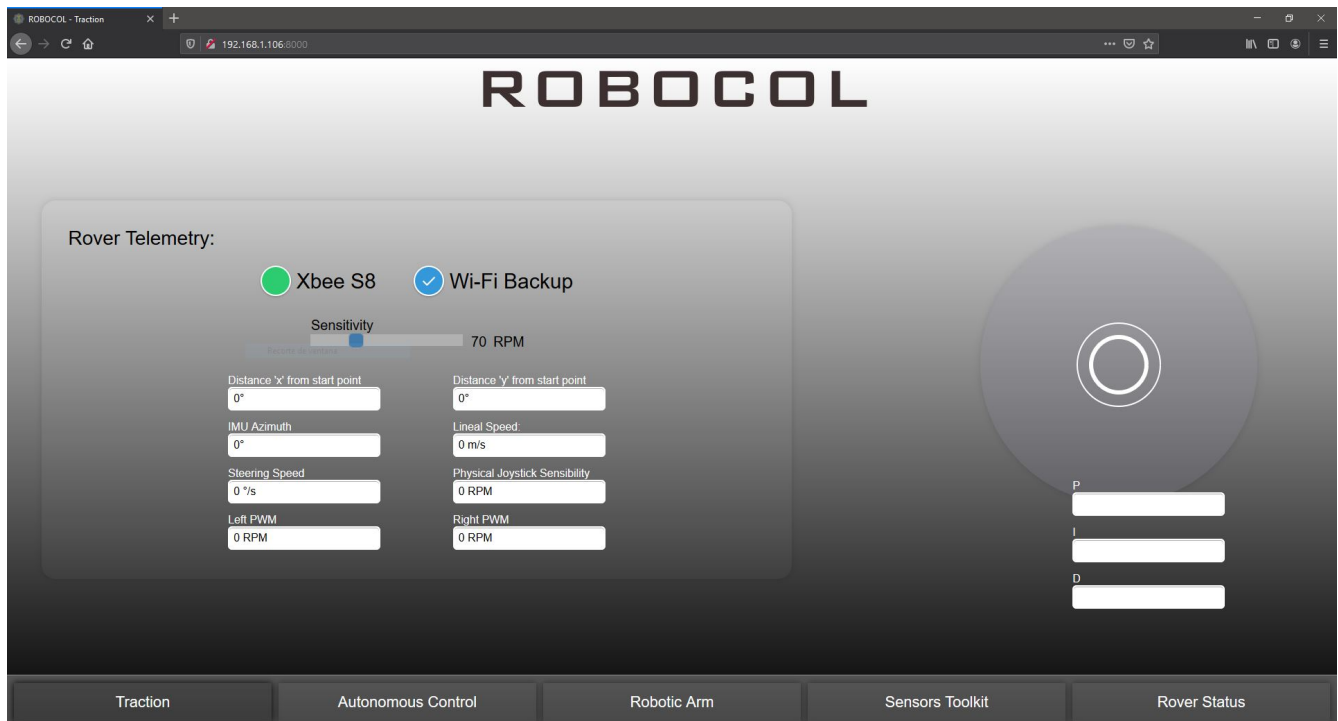 ROBOCOL - Traction
192.168.1.106:8000
ROBOCOL
Rover Telemetry:
Xbee S8 Wi-Fi Backup
Sensitivity
70 RPM
Distance 'x' from start point Distance 'y' from start point
0° 0°
IMU Azimuth Lineal Speed:
0° 0 m/s
Steering Speed Physical Joystick Sensibility
0 °/s 0 RPM
Left PWM Right PWM
0 RPM 0 RPM
P
I
D
Traction Autonomous Control Robotic Arm Sensors Toolkit Rover Status